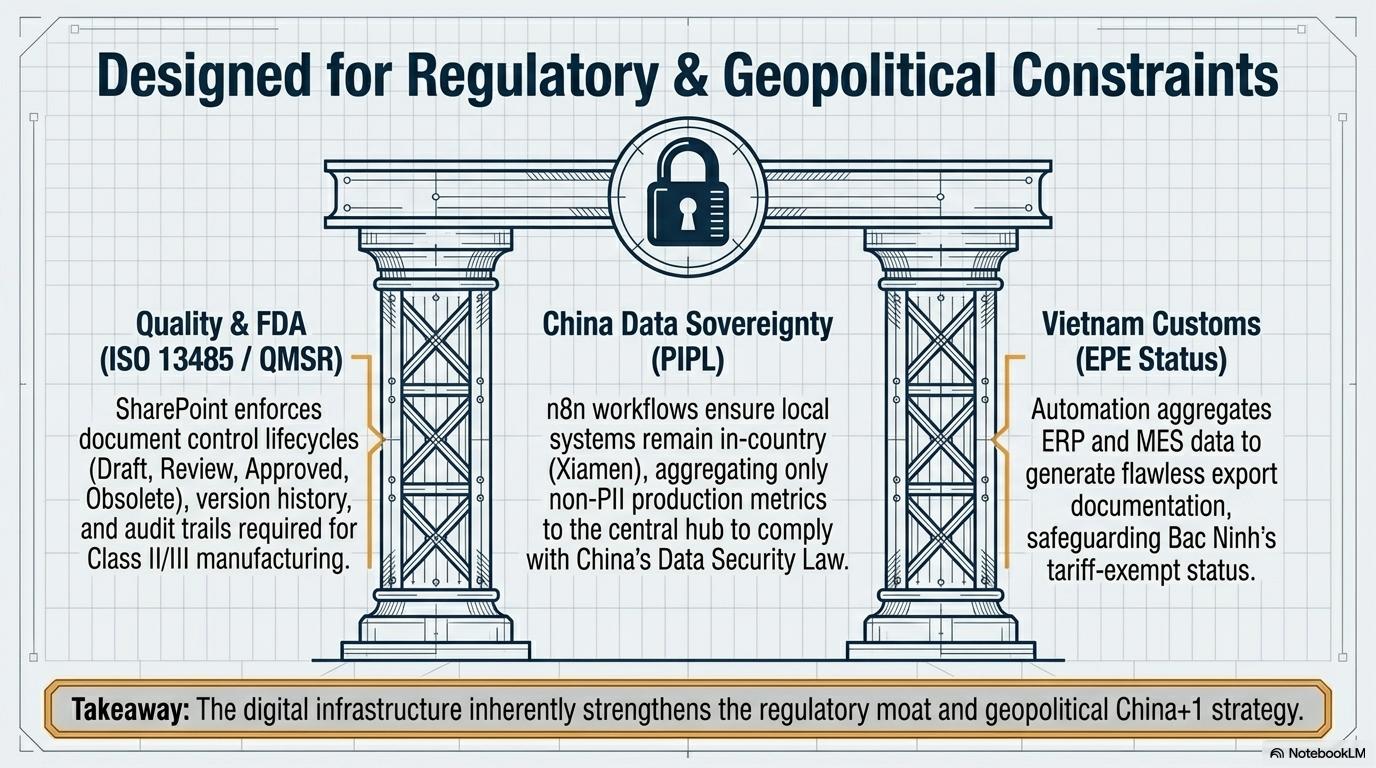 Designed for Regulatory & Geopolitical Constraints
Quality & FDA
(ISO 13485 / QMSR)
SharePoint enforces
document control lifecycles
(Draft, Review, Approved,
Obsolete), version history,
and audit trails required for
Class II/III manufacturing.
China Data Sovereignty
(PIPL)
n8n workflows ensure local
systems remain in-country
(Xiamen), aggregating only
non-PII production metrics
to the central hub to comply
with China's Data Security Law.
Vietnam Customs
(EPE Status)
Automation aggregates
ERP and MES data to
generate flawless export
documentation,
safeguarding Bac Ninh's
tariff-exempt status.
Takeaway: The digital infrastructure inherently strengthens the regulatory moat and geopolitical China+1 strategy.
NotebookLM